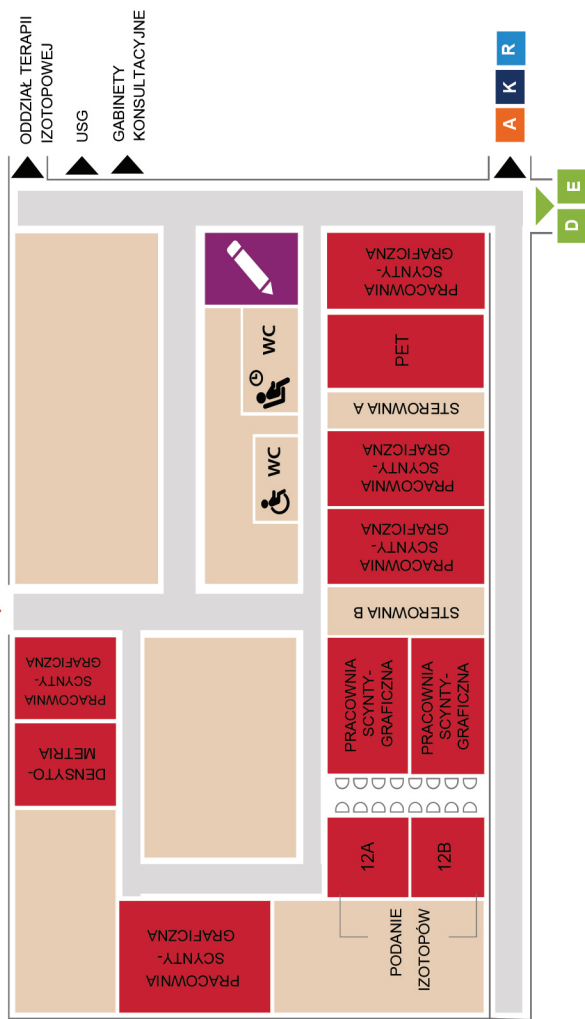 ODDZIAŁ TERAPII
IZOTOPOWEJ
USG
GABINETY
KONSULTACYJNE
A
K
R
D
E
WC
WC
PRACOWNIA
SCYNTY-
GRAFICZNA
PET
STEROWNIA A
PRACOWNIA
SCYNTY-
GRAFICZNA
PRACOWNIA
SCYNTY-
GRAFICZNA
STEROWNIA B
PRACOWNIA
SCYNTY-
GRAFICZNA
PRACOWNIA
SCYNTY-
GRAFICZNA
PRACOWNIA
SCYNTY-
GRAFICZNA
DENSYTO-
METRIA
12A
12B
PODANIE
IZOTOPÓW
PRACOWNIA
SCYNTY-
GRAFICZNA